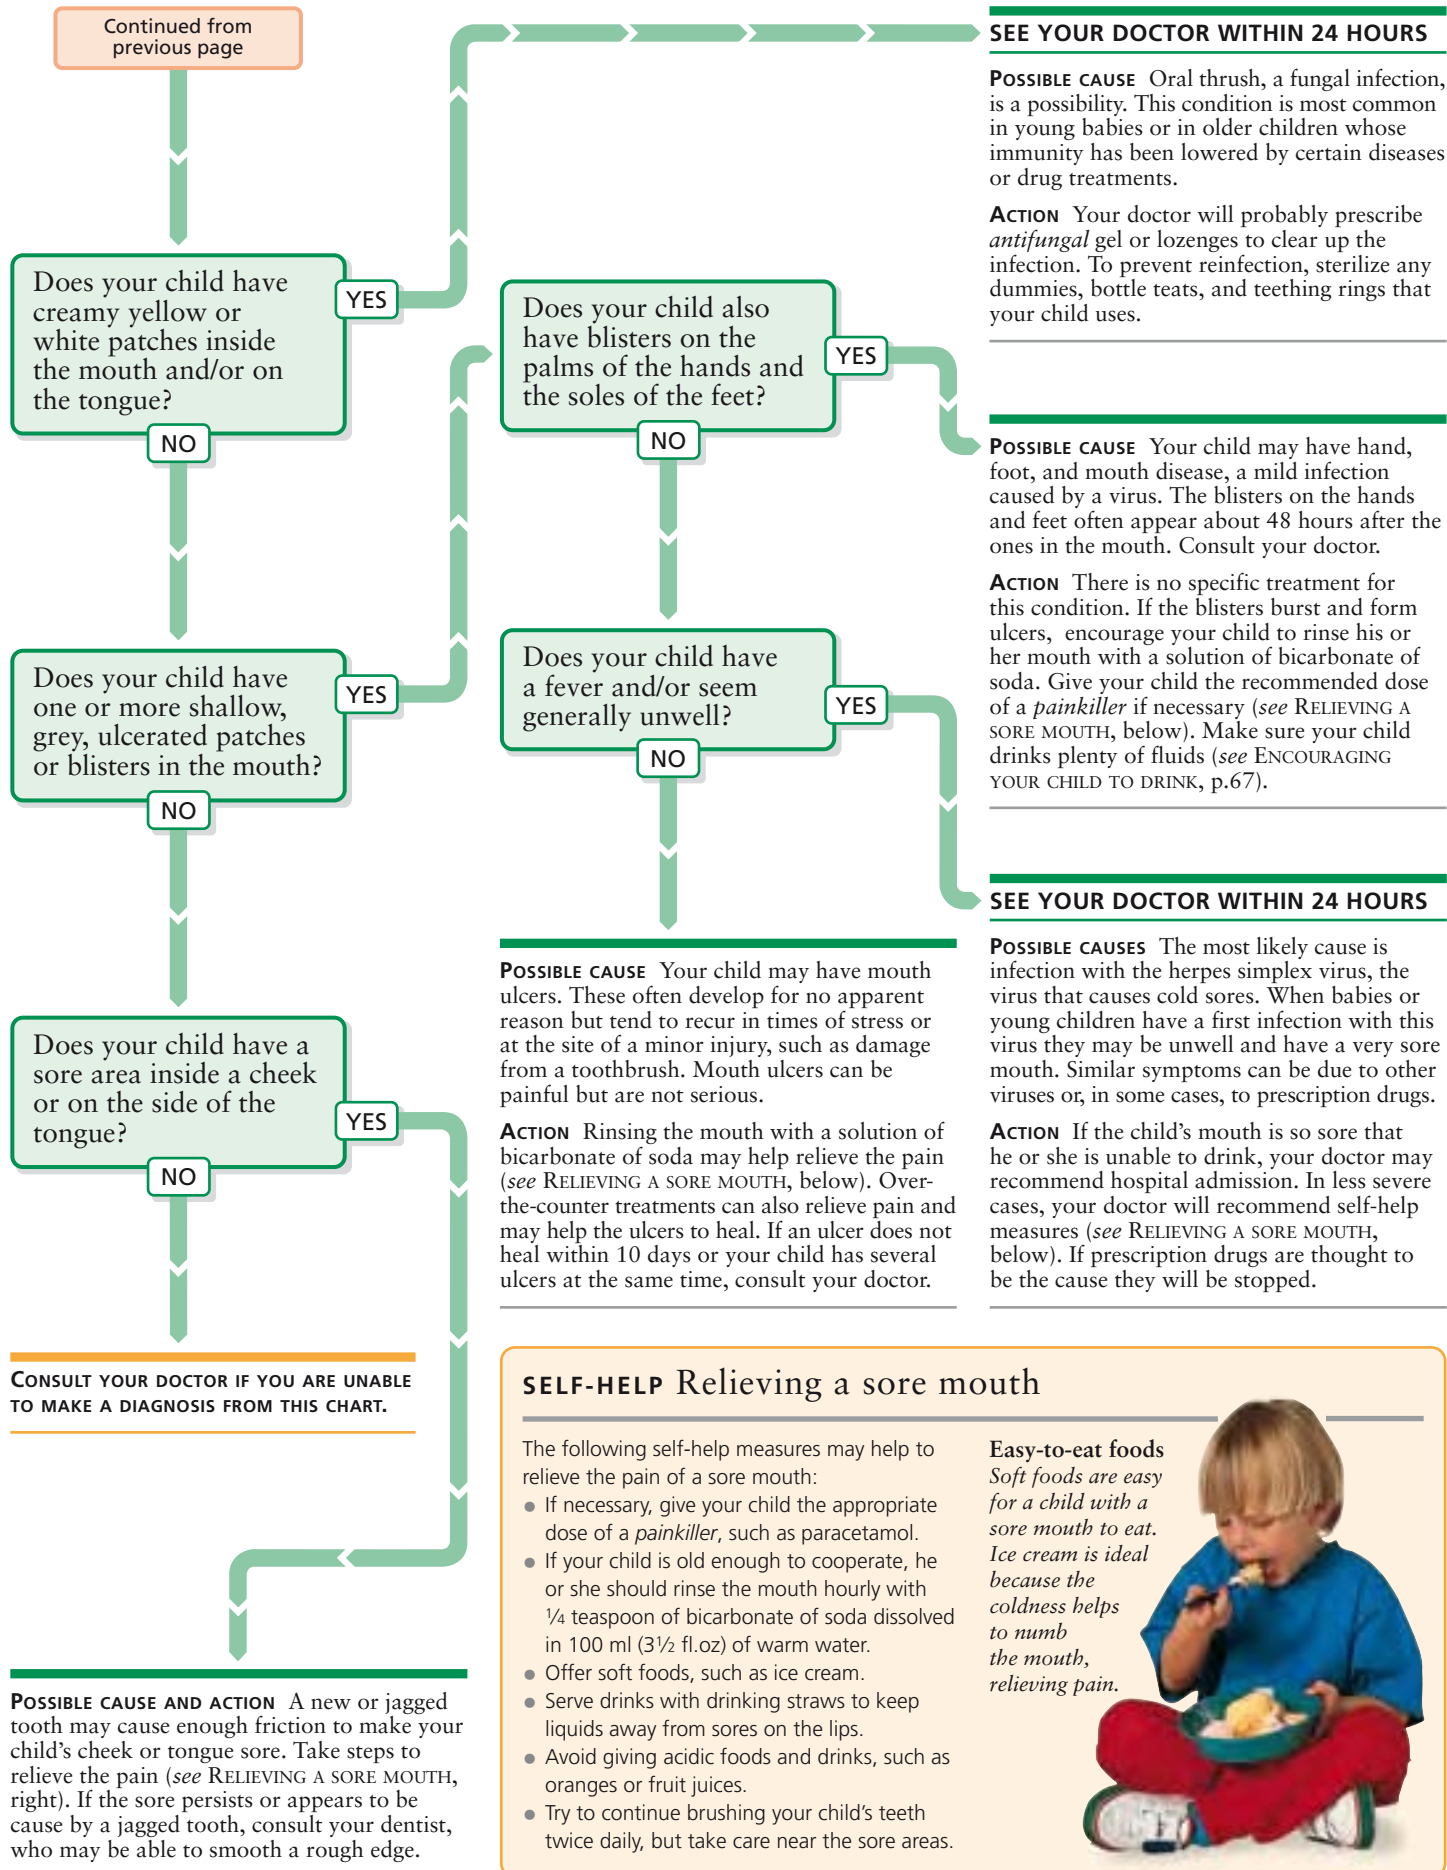 Continued from
previous page
Does your child have
creamy yellow or
white patches inside
the mouth and/or on
the tongue?
YES
NO
Does your child have
one or more shallow,
grey, ulcerated patches
or blisters in the mouth?
YES
NO
Does your child have a
sore area inside a cheek
or on the side of the
tongue?
YES
NO
CONSULT YOUR DOCTOR IF YOU ARE UNABLE
TO MAKE A DIAGNOSIS FROM THIS CHART.
POSSIBLE CAUSE AND ACTION A new or jagged
tooth may cause enough friction to make your
child's cheek or tongue sore. Take steps to
relieve the pain (see RELIEVING A SORE MOUTH,
right). If the sore persists or appears to be
cause by a jagged tooth, consult your dentist,
who may be able to smooth a rough edge.
Does your child also
have blisters on the
palms of the hands and
the soles of the feet?
YES
NO
Does your child have
a fever and/or seem
generally unwell?
YES
NO
POSSIBLE CAUSE Your child may have mouth
ulcers. These often develop for no apparent
reason but tend to recur in times of stress or
at the site of a minor injury, such as damage
from a toothbrush. Mouth ulcers can be
painful but are not serious.
ACTION Rinsing the mouth with a solution of
bicarbonate of soda may help relieve the pain
(see RELIEVING A SORE MOUTH, below). Over-
the-counter treatments can also relieve pain and
may help the ulcers to heal. If an ulcer does not
heal within 10 days or your child has several
ulcers at the same time, consult your doctor.
SEE YOUR DOCTOR WITHIN 24 HOURS
POSSIBLE CAUSE Oral thrush, a fungal infection,
is a possibility. This condition is most common
in young babies or in older children whose
immunity has been lowered by certain diseases
or drug treatments.
ACTION Your doctor will probably prescribe
antifungal gel or lozenges to clear up the
infection. To prevent reinfection, sterilize any
dummies, bottle teats, and teething rings that
your child uses.
POSSIBLE CAUSE Your child may have hand,
foot, and mouth disease, a mild infection
caused by a virus. The blisters on the hands
and feet often appear about 48 hours after the
ones in the mouth. Consult your doctor.
ACTION There is no specific treatment for
this condition. If the blisters burst and form
ulcers, encourage your child to rinse his or
her mouth with a solution of bicarbonate of
soda. Give your child the recommended dose
of a painkiller if necessary (see RELIEVING A
SORE MOUTH, below). Make sure your child
drinks plenty of fluids (see ENCOURAGING
YOUR CHILD TO DRINK, p.67).
SEE YOUR DOCTOR WITHIN 24 HOURS
POSSIBLE CAUSES The most likely cause is
infection with the herpes simplex virus, the
virus that causes cold sores. When babies or
young children have a first infection with this
virus they may be unwell and have a very sore
mouth. Similar symptoms can be due to other
viruses or, in some cases, to prescription drugs.
ACTION If the child's mouth is so sore that
he or she is unable to drink, your doctor may
recommend hospital admission. In less severe
cases, your doctor will recommend self-help
measures (see RELIEVING A SORE MOUTH,
below). If prescription drugs are thought to
be the cause they will be stopped.
SELF-HELP Relieving a sore mouth
The following self-help measures may help to
relieve the pain of a sore mouth:
● If necessary, give your child the appropriate
dose of a painkiller, such as paracetamol.
● If your child is old enough to cooperate, he
or she should rinse the mouth hourly with
1/4 teaspoon of bicarbonate of soda dissolved
in 100 ml (31/2 fl.oz) of warm water.
● Offer soft foods, such as ice cream.
● Serve drinks with drinking straws to keep
liquids away from sores on the lips.
● Avoid giving acidic foods and drinks, such as
oranges or fruit juices.
● Try to continue brushing your child's teeth
twice daily, but take care near the sore areas.
Easy-to-eat foods
Soft foods are easy
for a child with a
sore mouth to eat.
Ice cream is ideal
because the
coldness helps
to numb
the mouth,
relieving pain.